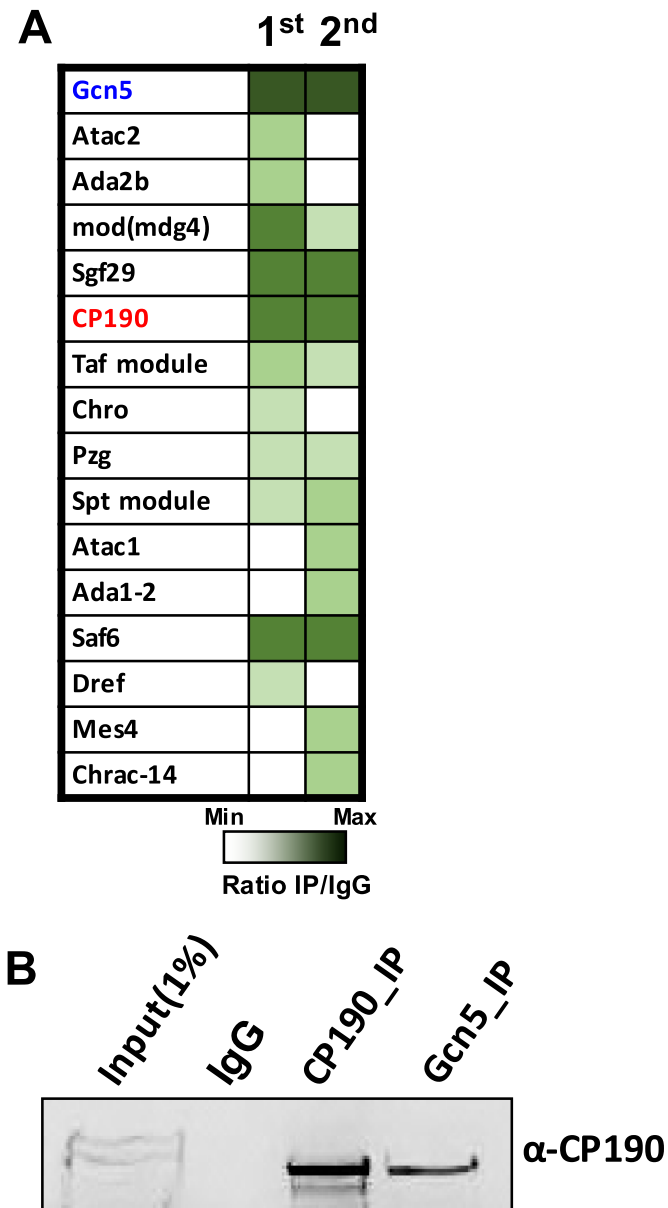 A
1st 2nd
Gcn5
Atac2
Ada2b
mod(mdg4)
Sgf29
CP190
Taf module
Chro
Pzg
Spt module
Atac1
Ada1-2
Saf6
Dref
Mes4
Chrac-14
Min Max
Ratio IP/IgG
B
Input(1%) IgG CP190_IP Gcn5_IP
α-CP190